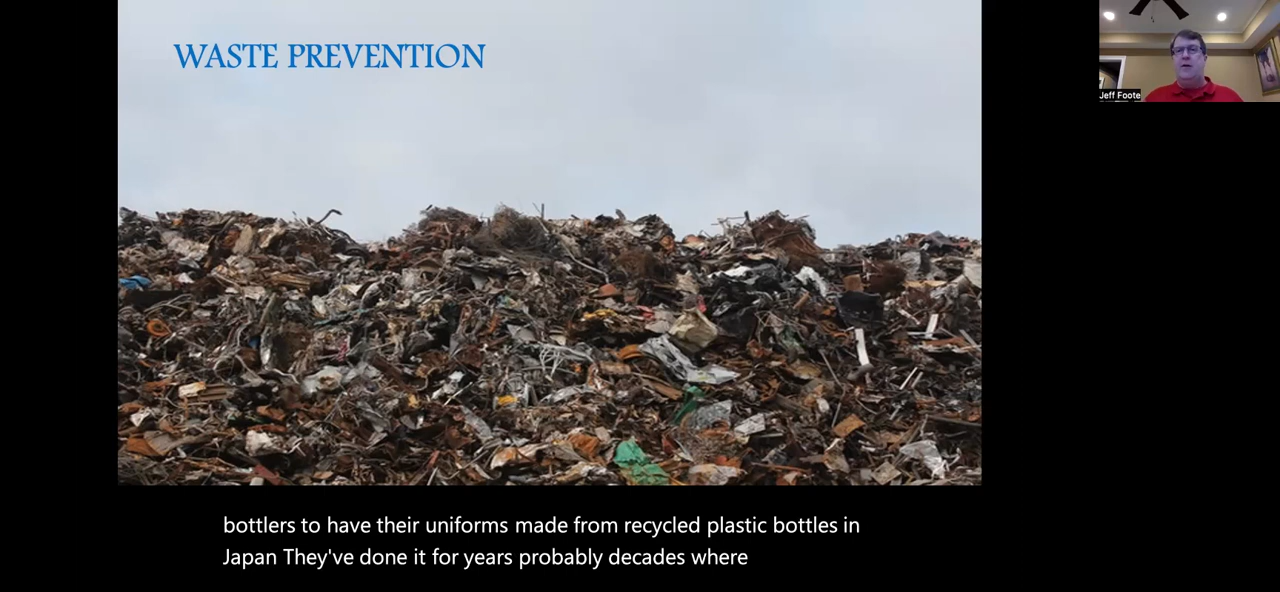 WASTE PREVENTION
Jeff Foote
bottlers to have their uniforms made from recycled plastic bottles in
Japan They've done it for years probably decades where